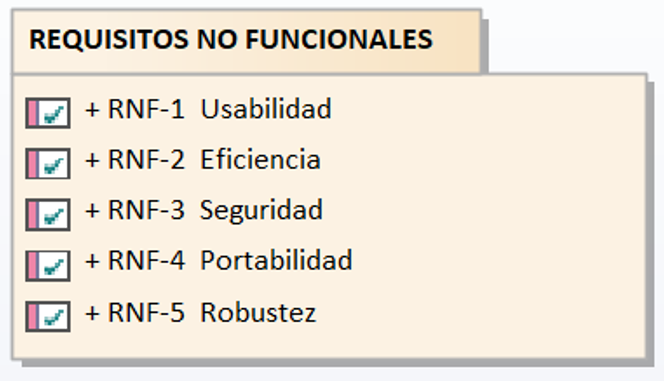 REQUISITOS NO FUNCIONALES
+ RNF-1 Usabilidad
+ RNF-2 Eficiencia
+ RNF-3 Seguridad
+ RNF-4 Portabilidad
+ RNF-5 Robustez